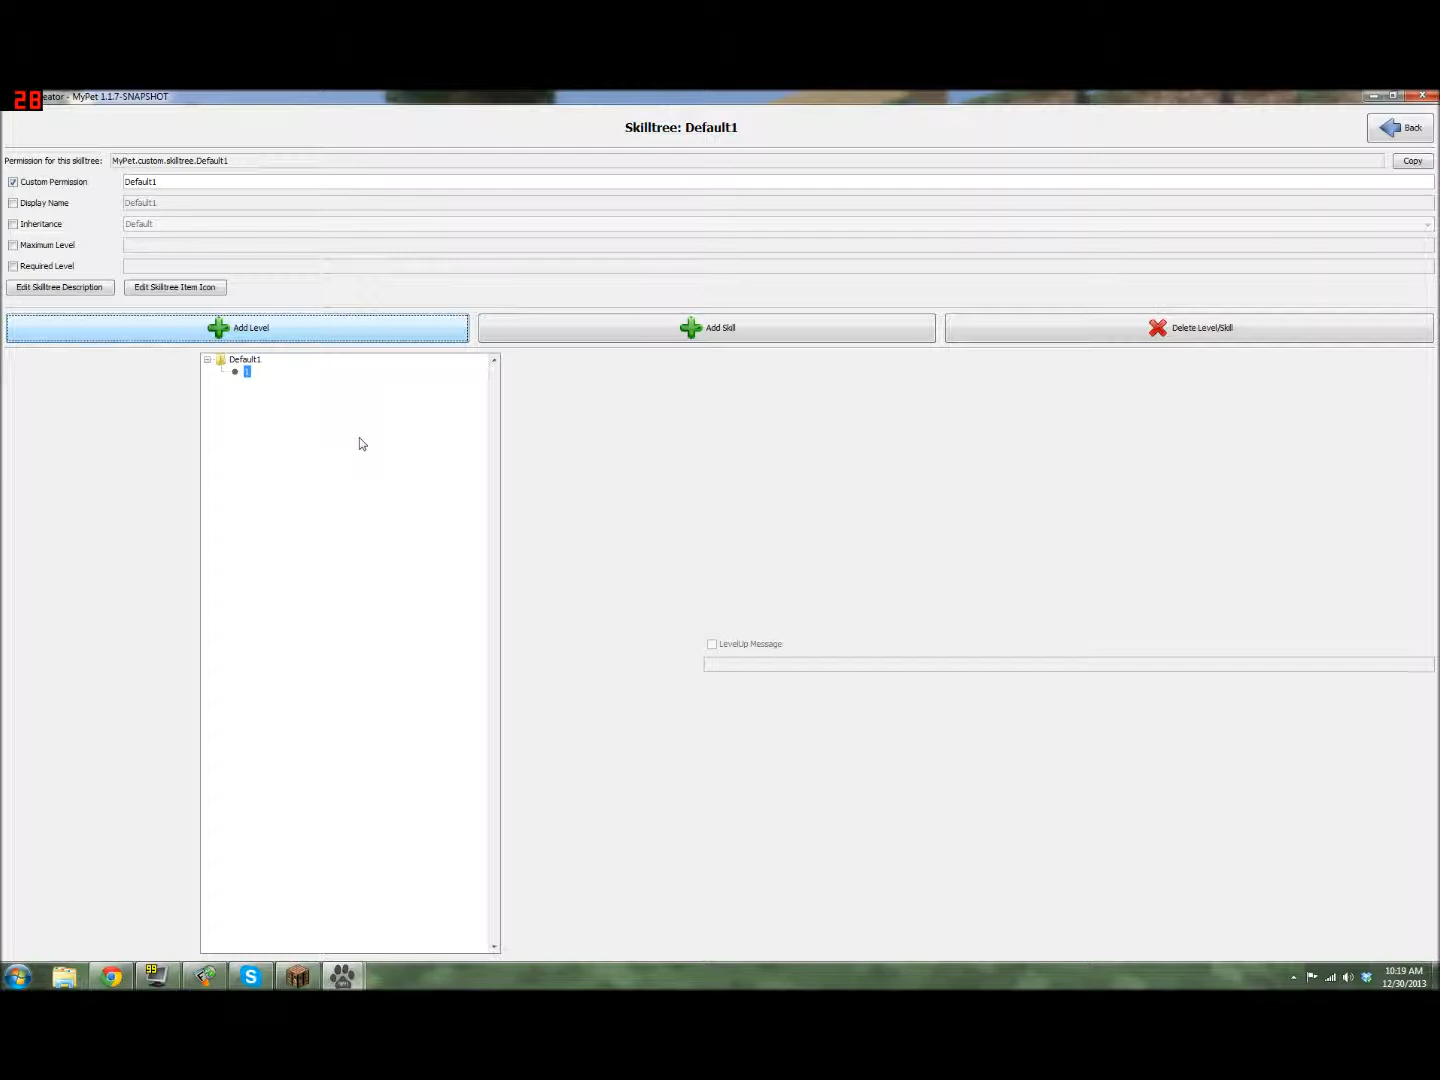 28
eator - MyPet 1.1.7-SNAPSHOT
Skilltree: Default1
Back
Permission for this skilltree: MyPet.custom.skilltree.Default1 Copy
Custom Permission Default1
Display Name Default1
Inheritance Default
Maximum Level
Required Level
Edit Skilltree Description Edit Skilltree Item Icon
Add Level Add Skill Delete Level/Skill
Default1
1
LevelUp Message
99
10:19 AM
12/30/2013